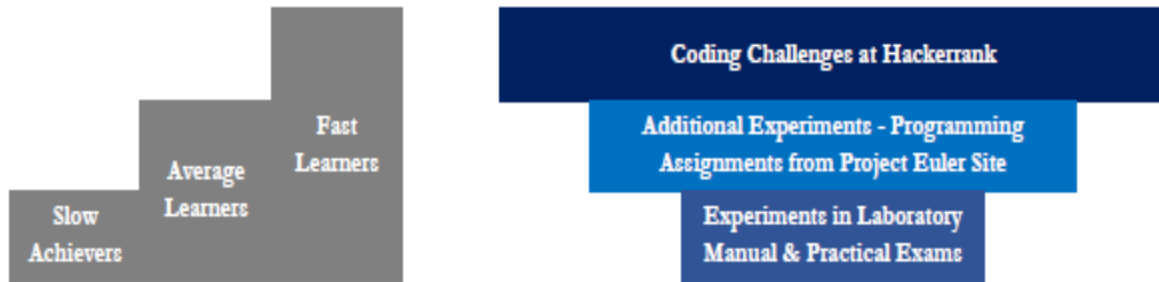 Slow
Achievers
Average
Learners
Fast
Learners
Coding Challenges at Hackerrank
Additional Experiments - Programming
Assignments from Project Euler Site
Experiments in Laboratory
Manual & Practical Exams